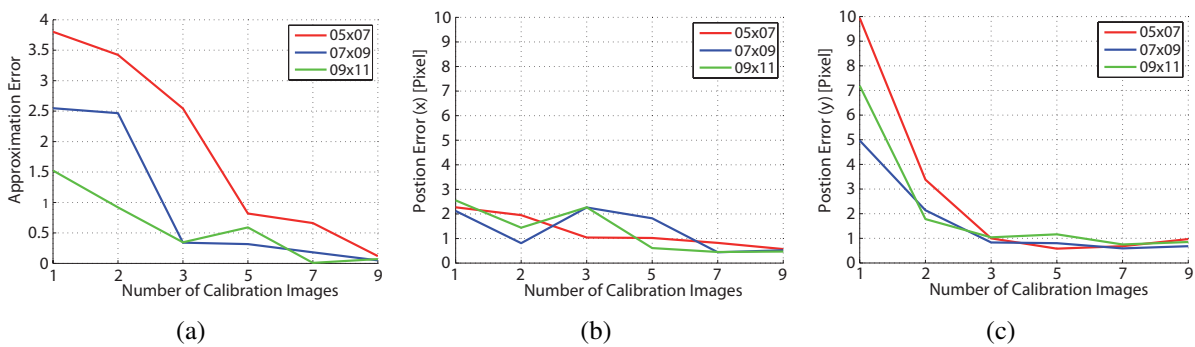 4
3.5
3
2.5
2
1.5
1
0.5
0
Approximation Error
05x07
07x09
09x11
1 2 3 5 7 9
Number of Calibration Images
(a)
10
9
8
7
6
5
4
3
2
1
0
Postion Error (x) [Pixel]
05x07
07x09
09x11
1 2 3 5 7 9
Number of Calibration Images
(b)
10
9
8
7
6
5
4
3
2
1
0
Postion Error (y) [Pixel]
05x07
07x09
09x11
1 2 3 5 7 9
Number of Calibration Images
(c)